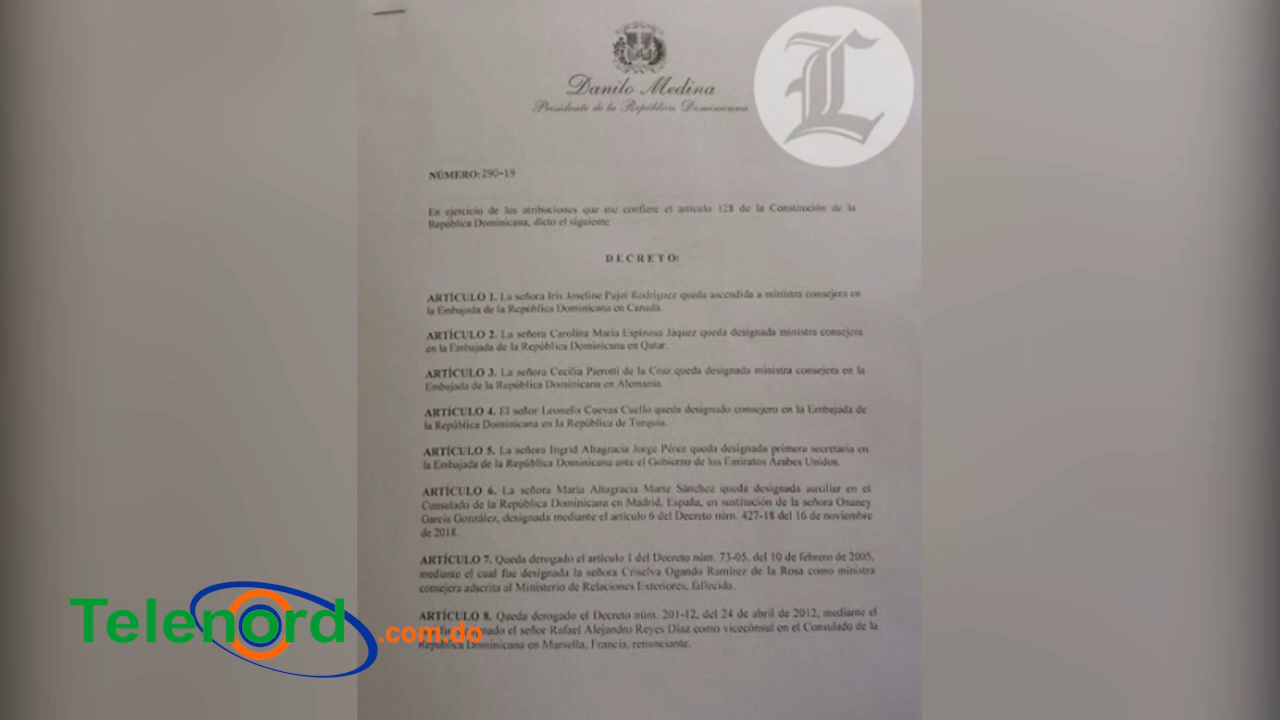 Danilo Medina
Presidente de la República Dominicana
L
NÚMERO: 290-19
En ejercicio de las atribuciones que me confiere el artículo 128 de la Constitución de la
República Dominicana, dicto el siguiente
DECRETO:
ARTÍCULO 1. La señora Iris Joseline Pujol Rodríguez queda ascendida a ministra consejera en
la Embajada de la República Dominicana en Canadá.
ARTÍCULO 2. La señora Carolina María Espinosa Jáquez queda designada ministra consejera
en la Embajada de la República Dominicana en Qatar.
ARTÍCULO 3. La señora Cecilia Pierotti de la Cruz queda designada ministra consejera en la
Embajada de la República Dominicana en Alemania.
ARTÍCULO 4. El señor Leonelis Cuevas Cuello queda designado consejero en la Embajada de
la República Dominicana en la República de Turquía.
ARTÍCULO 5. La señora Ingrid Altagracia Jorge Pérez queda designada primera secretaria en
la Embajada de la República Dominicana ante el Gobierno de los Emiratos Árabes Unidos.
ARTÍCULO 6. La señora María Altagracia Marte Sánchez queda designada auxiliar en el
Consulado de la República Dominicana en Madrid, España, en sustitución de la señora Onaney
García González, designada mediante el artículo 6 del Decreto núm. 427-18 del 16 de noviembre
de 2018.
ARTÍCULO 7. Queda derogado el artículo 1 del Decreto núm. 73-05, del 10 de febrero de 2005,
mediante el cual fue designada la señora Criselva Ogando Ramírez de la Rosa como ministra
consejera adscrita al Ministerio de Relaciones Exteriores, fallecida.
ARTÍCULO 8. Queda derogado el Decreto núm. 201-12, del 24 de abril de 2012, mediante el
el señor Rafael Alejandro Reyes Díaz como vicecónsul en el Consulado de la
República Dominicana en Marsella, Francia, renunciante.
Telenord.com.do